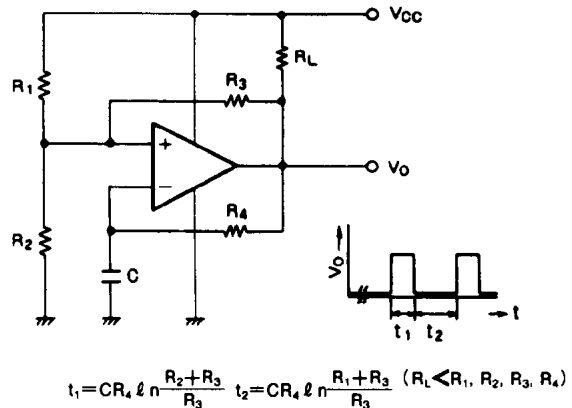 VCC
RL
R1
R3
+
−
VO
R4
R2
C
VO
t
t1 t2
t1=CR4 ℓn (R2+R3)/R3 t2=CR4 ℓn (R1+R3)/R3 (RL<R1, R2, R3, R4)